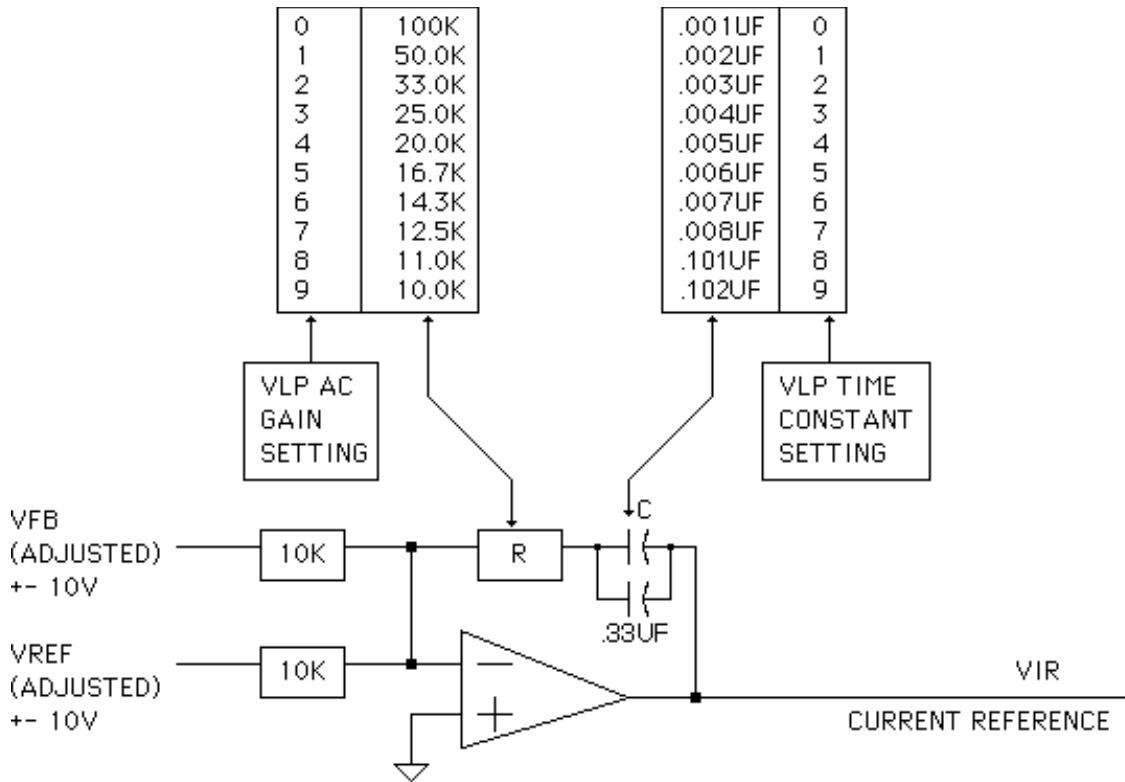 0 100K
1 50.0K
2 33.0K
3 25.0K
4 20.0K
5 16.7K
6 14.3K
7 12.5K
8 11.0K
9 10.0K
.001UF 0
.002UF 1
.003UF 2
.004UF 3
.005UF 4
.006UF 5
.007UF 6
.008UF 7
.101UF 8
.102UF 9
VLP AC
GAIN
SETTING
VLP TIME
CONSTANT
SETTING
VFB
(ADJUSTED)
+- 10V
10K
R
C
.33UF
VREF
(ADJUSTED)
+- 10V
10K
−
+
VIR
CURRENT REFERENCE